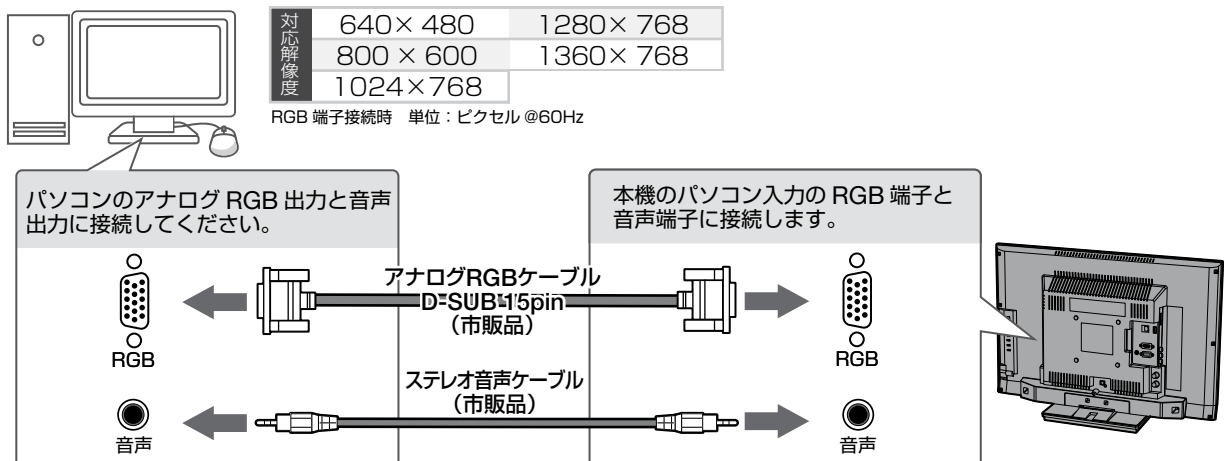 対応解像度
640× 480 1280× 768
800 × 600 1360× 768
1024×768
RGB 端子接続時 単位：ピクセル @60Hz
パソコンのアナログ RGB 出力と音声
出力に接続してください。
本機のパソコン入力の RGB 端子と
音声端子に接続します。
アナログRGBケーブル
D-SUB 15pin
（市販品）
RGB
RGB
ステレオ音声ケーブル
（市販品）
音声
音声